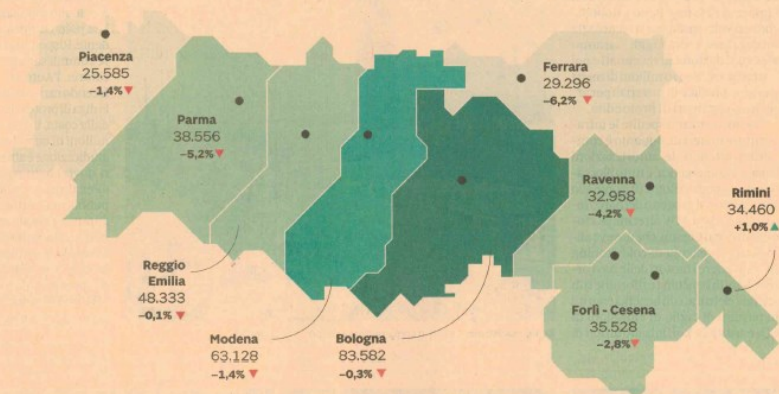 Piacenza
25.585
–1,4% ▼
Parma
38.556
–5,2% ▼
Ferrara
29.296
–6,2% ▼
Ravenna
32.958
–4,2% ▼
Rimini
34.460
+1,0% ▲
Reggio
Emilia
48.333
–0,1% ▼
Modena
63.128
–1,4% ▼
Bologna
83.582
–0,3% ▼
Forlì - Cesena
35.528
–2,8% ▼